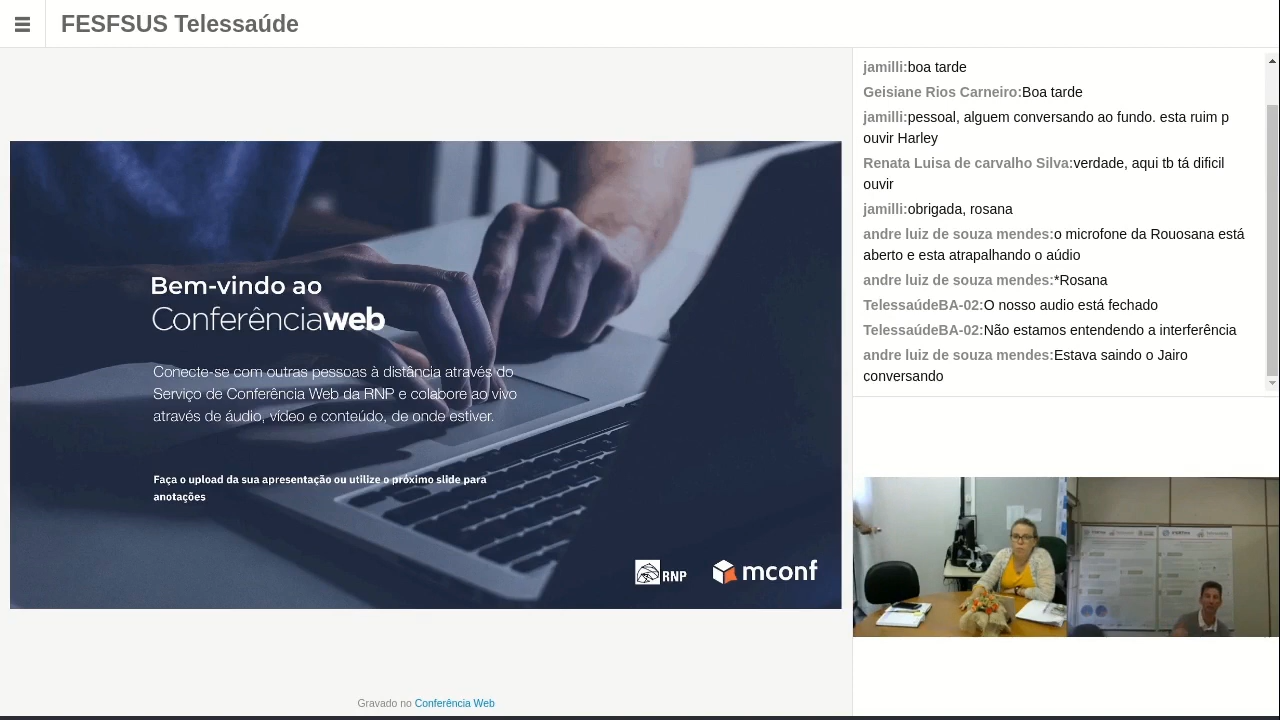 FESFSUS Telessaúde
Bem-vindo ao
Conferênciaweb
Conecte-se com outras pessoas à distância através do
Serviço de Conferência Web da RNP e colabore ao vivo
através de áudio, vídeo e conteúdo, de onde estiver.
Faça o upload da sua apresentação ou utilize o próximo slide para
anotações
RNP
mconf
Gravado no Conferência Web
jamilli:boa tarde
Geisiane Rios Carneiro:Boa tarde
jamilli:pessoal, alguem conversando ao fundo. esta ruim p
ouvir Harley
Renata Luisa de carvalho Silva:verdade, aqui tb tá dificil
ouvir
jamilli:obrigada, rosana
andre luiz de souza mendes:o microfone da Rouosana está
aberto e esta atrapalhando o aúdio
andre luiz de souza mendes:*Rosana
TelessaúdeBA-02:O nosso audio está fechado
TelessaúdeBA-02:Não estamos entendendo a interferência
andre luiz de souza mendes:Estava saindo o Jairo
conversando